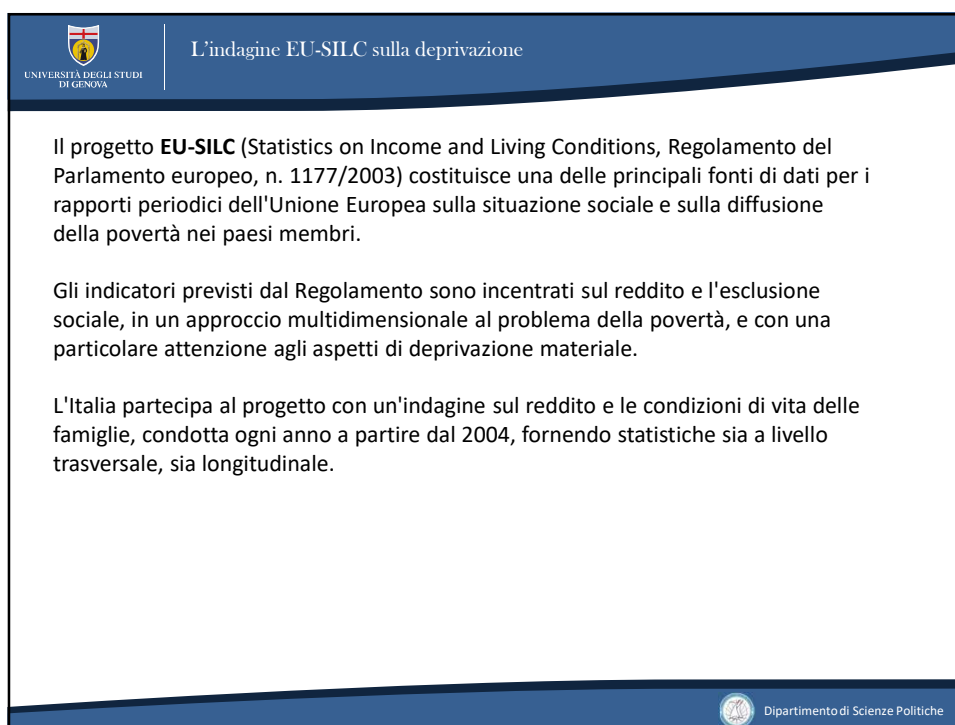 L'indagine EU-SILC sulla deprivazione
UNIVERSITÀ DEGLI STUDI
DI GENOVA
Il progetto EU-SILC (Statistics on Income and Living Conditions, Regolamento del
Parlamento europeo, n. 1177/2003) costituisce una delle principali fonti di dati per i
rapporti periodici dell'Unione Europea sulla situazione sociale e sulla diffusione
della povertà nei paesi membri.
Gli indicatori previsti dal Regolamento sono incentrati sul reddito e l'esclusione
sociale, in un approccio multidimensionale al problema della povertà, e con una
particolare attenzione agli aspetti di deprivazione materiale.
L'Italia partecipa al progetto con un'indagine sul reddito e le condizioni di vita delle
famiglie, condotta ogni anno a partire dal 2004, fornendo statistiche sia a livello
trasversale, sia longitudinale.
Dipartimento di Scienze Politiche